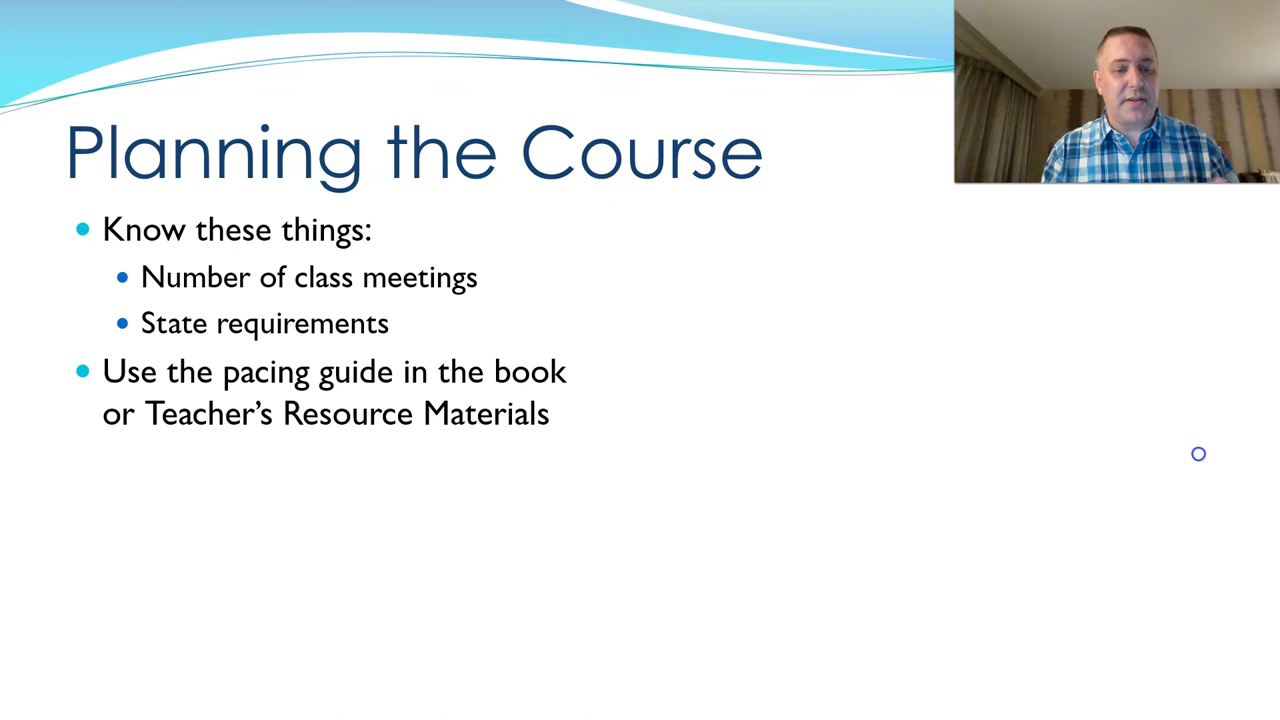 Planning the Course
Know these things:
Number of class meetings
State requirements
Use the pacing guide in the book
or Teacher’s Resource Materials